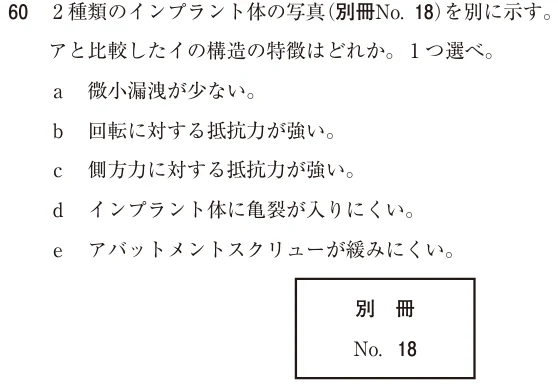 60 2種類のインプラント体の写真(別冊No. 18)を別に示す。
アと比較したイの構造の特徴はどれか。1つ選べ。
a 微小漏洩が少ない。
b 回転に対する抵抗力が強い。
c 側方力に対する抵抗力が強い。
d インプラント体に亀裂が入りにくい。
e アバットメントスクリューが緩みにくい。
別 冊
No. 18